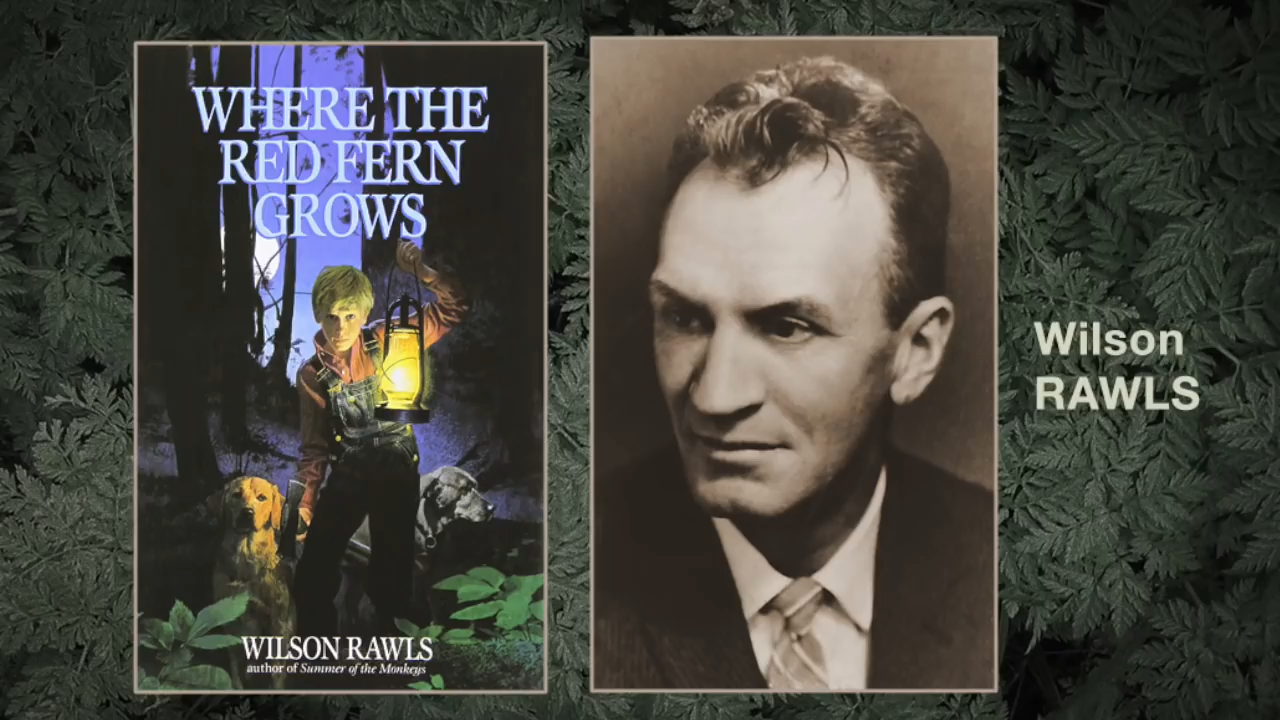 WHERE THE
RED FERN
GROWS
WILSON RAWLS
author of Summer of the Monkeys
Wilson
RAWLS